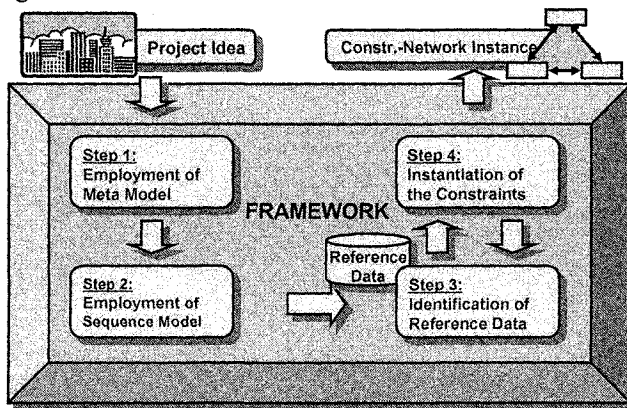 Project Idea
Constr.-Network Instance
Step 1:
Employment of
Meta Model
Step 4:
Instantiation of
the Constraints
FRAMEWORK
Reference
Data
Step 2:
Employment of
Sequence Model
Step 3:
Identification of
Reference Data